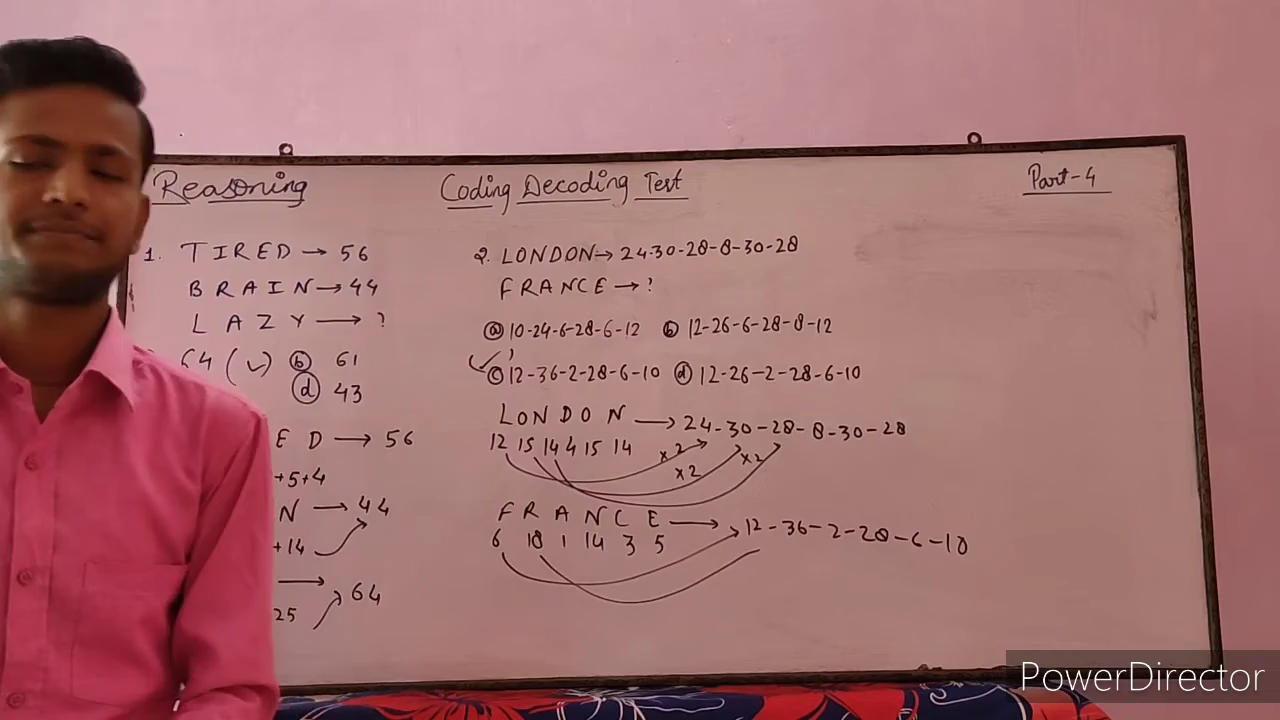 Reasoning
Coding Decoding Test
Part-4
1. TIRED → 56
BRAIN → 44
LAZY → ?
64 (✓) ⓑ 61
ⓓ 43
E D → 56
+5+4
N → 44
+14
→ 64
25
2. LONDON → 24-30-28-8-30-28
FRANCE → ?
ⓐ 10-24-6-28-6-12 ⓑ 12-26-6-28-8-12
✓ ⓒ 12-36-2-28-6-10 ⓓ 12-26-2-28-6-10
LONDON → 24-30-28-8-30-28
12 15 14 4 15 14
×2 ×2 ×2
FRANCE → 12-36-2-28-6-10
6 18 1 14 3 5
PowerDirector